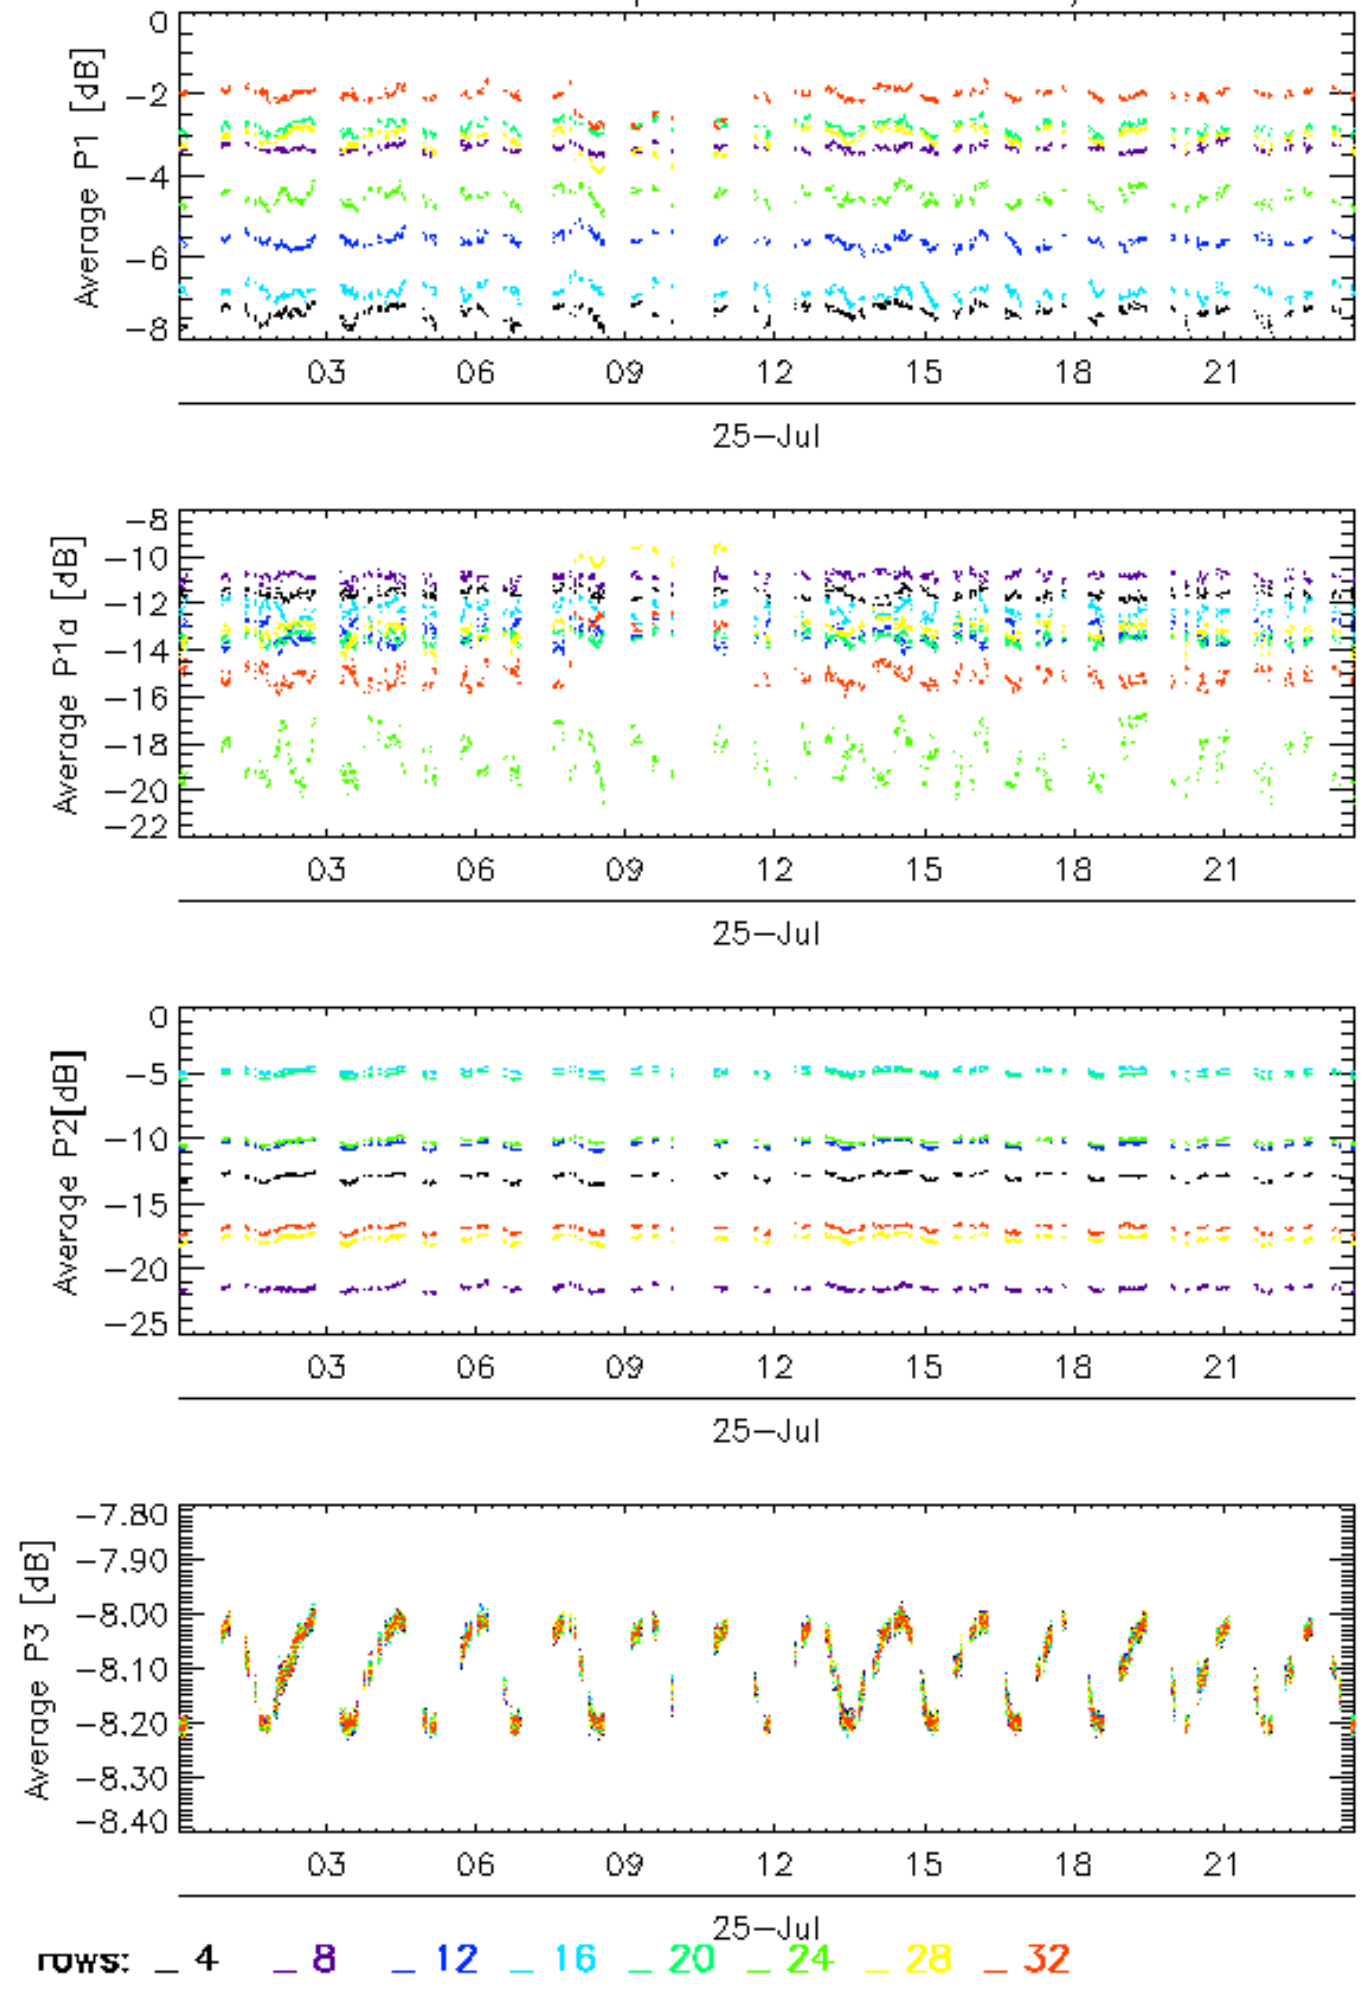 Average P1 [dB]
0
-2
-4
-6
-8
03 06 09 12 15 18 21
25-Jul
Average P1a [dB]
-8
-10
-12
-14
-16
-18
-20
-22
03 06 09 12 15 18 21
25-Jul
Average P2[dB]
0
-5
-10
-15
-20
-25
03 06 09 12 15 18 21
25-Jul
Average P3 [dB]
-7.80
-7.90
-8.00
-8.10
-8.20
-8.30
-8.40
03 06 09 12 15 18 21
25-Jul
rows: _ 4 _ 8 _ 12 _ 16 _ 20 _ 24 _ 28 _ 32